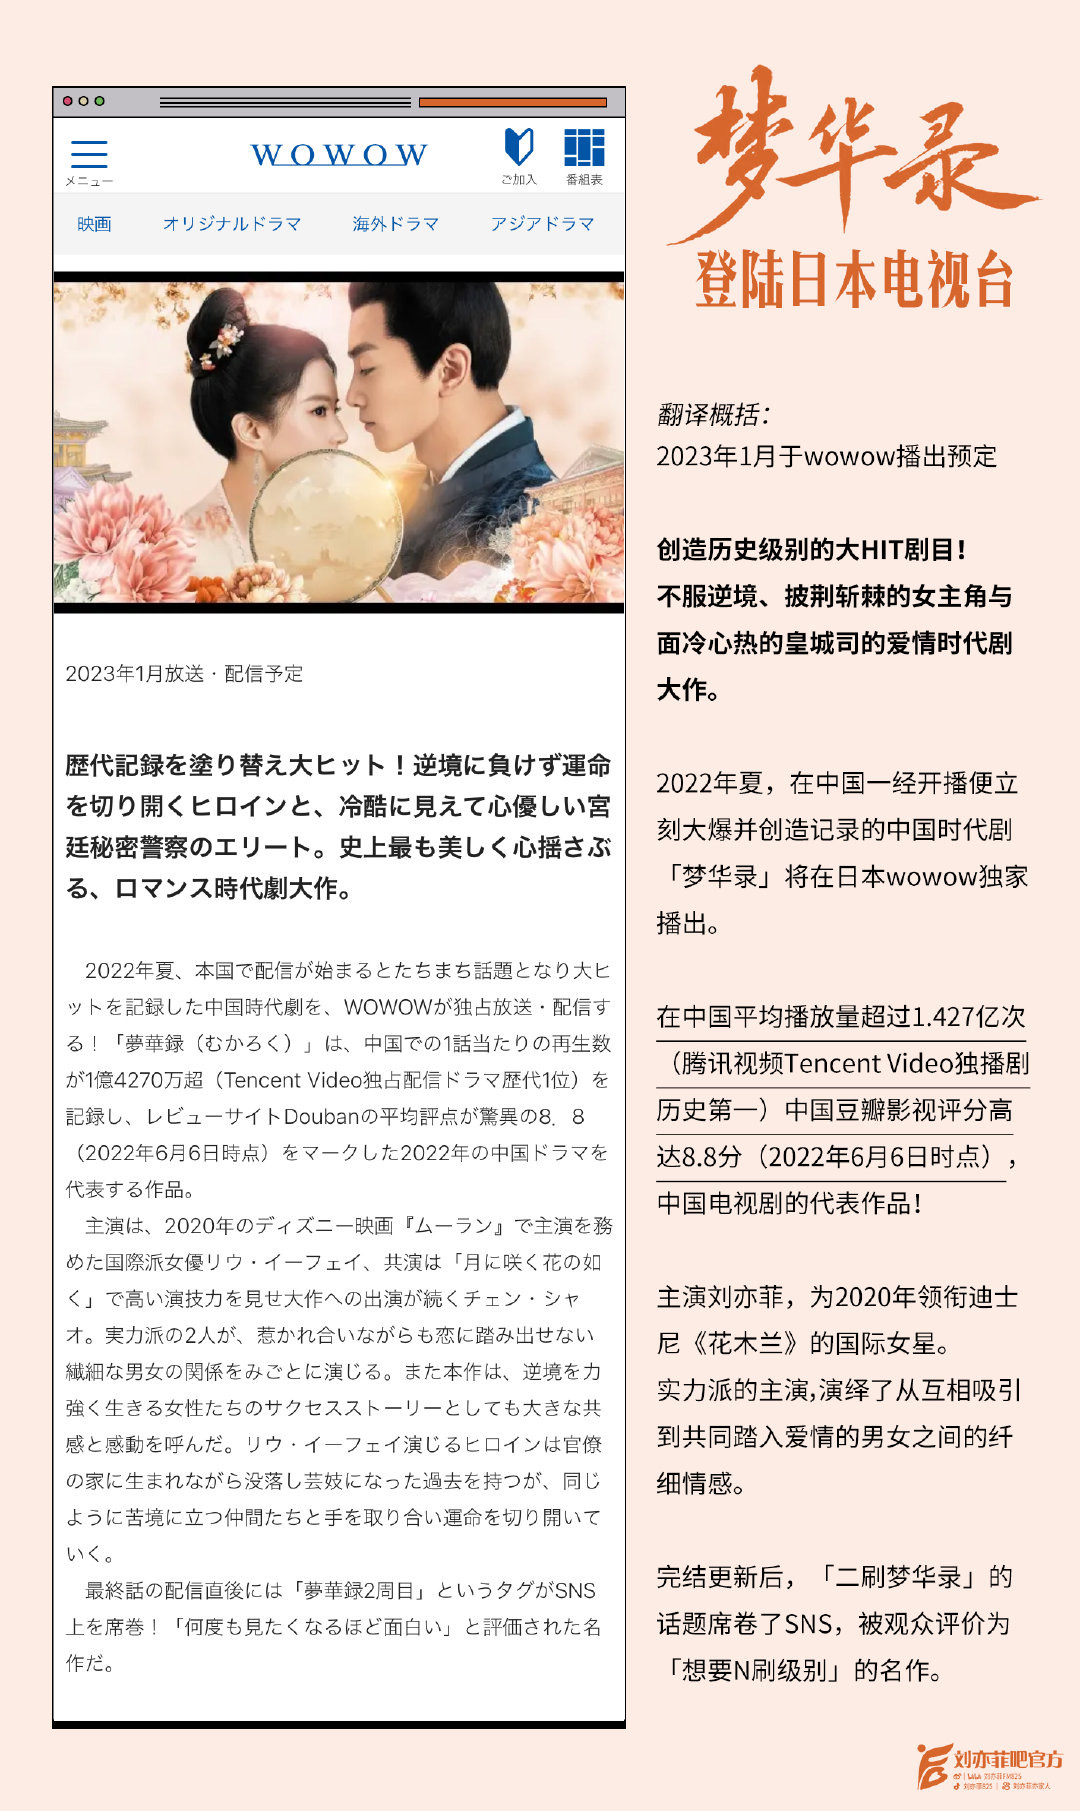 メニュー
WOWOW
ご加入
番組表
映画
オリジナルドラマ
海外ドラマ
アジアドラマ
2023年1月放送・配信予定
歴代記録を塗り替え大ヒット！逆境に負けず運命
を切り開くヒロインと、冷酷に見えて心優しい宮
廷秘密警察のエリート。史上最も美しく心揺さぶ
る、ロマンス時代劇大作。
2022年夏、本国で配信が始まるとたちまち話題となり大ヒ
ットを記録した中国時代劇を、WOWOWが独占放送・配信す
る！「夢華録（むかろく）」は、中国での1話当たりの再生数
が1億4270万超（Tencent Video独占配信ドラマ歴代1位）を
記録し、レビューサイトDoubanの平均評点が驚異の8．8
（2022年6月6日時点）をマークした2022年の中国ドラマを
代表する作品。
主演は、2020年のディズニー映画『ムーラン』で主演を務
めた国際派女優リウ・イーフェイ、共演は「月に咲く花の如
く」で高い演技力を見せ大作への出演が続くチェン・シャ
オ。実力派の2人が、惹かれ合いながらも恋に踏み出せない
繊細な男女の関係をみごとに演じる。また本作は、逆境を力
強く生きる女性たちのサクセスストーリーとしても大きな共
感と感動を呼んだ。リウ・イーフェイ演じるヒロインは官僚
の家に生まれながら没落し芸妓になった過去を持つが、同じ
ように苦境に立つ仲間たちと手を取り合い運命を切り開いて
いく。
最終話の配信直後には「夢華録2周目」というタグがSNS
上を席巻！「何度も見たくなるほど面白い」と評価された名
作だ。
梦华录
登陆日本电视台
翻译概括：
2023年1月于wowow播出预定
创造历史级别的大HIT剧目！
不服逆境、披荆斩棘的女主角与
面冷心热的皇城司的爱情时代剧
大作。
2022年夏，在中国一经开播便立
刻大爆并创造记录的中国时代剧
「梦华录」将在日本wowow独家
播出。
在中国平均播放量超过1.427亿次
（腾讯视频Tencent Video独播剧
历史第一）中国豆瓣影视评分高
达8.8分（2022年6月6日时点），
中国电视剧的代表作品！
主演刘亦菲，为2020年领衔迪士
尼《花木兰》的国际女星。
实力派的主演,演绎了从互相吸引
到共同踏入爱情的男女之间的纤
细情感。
完结更新后，「二刷梦华录」的
话题席卷了SNS，被观众评价为
「想要N刷级别」的名作。
刘亦菲吧官方
刘亦菲FM825
刘亦菲825
刘亦菲亦家人